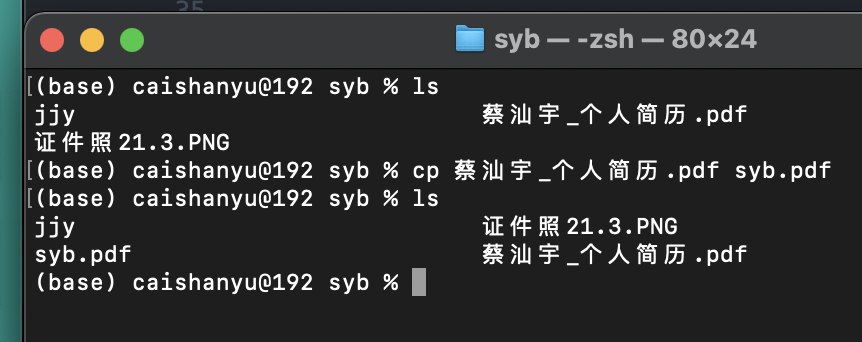 35
syb — -zsh — 80×24
[(base) caishanyu@192 syb % ls
jjy 蔡汕宇_个人简历.pdf
证件照21.3.PNG
[(base) caishanyu@192 syb % cp 蔡汕宇_个人简历.pdf syb.pdf
[(base) caishanyu@192 syb % ls
jjy 证件照21.3.PNG
syb.pdf 蔡汕宇_个人简历.pdf
(base) caishanyu@192 syb %